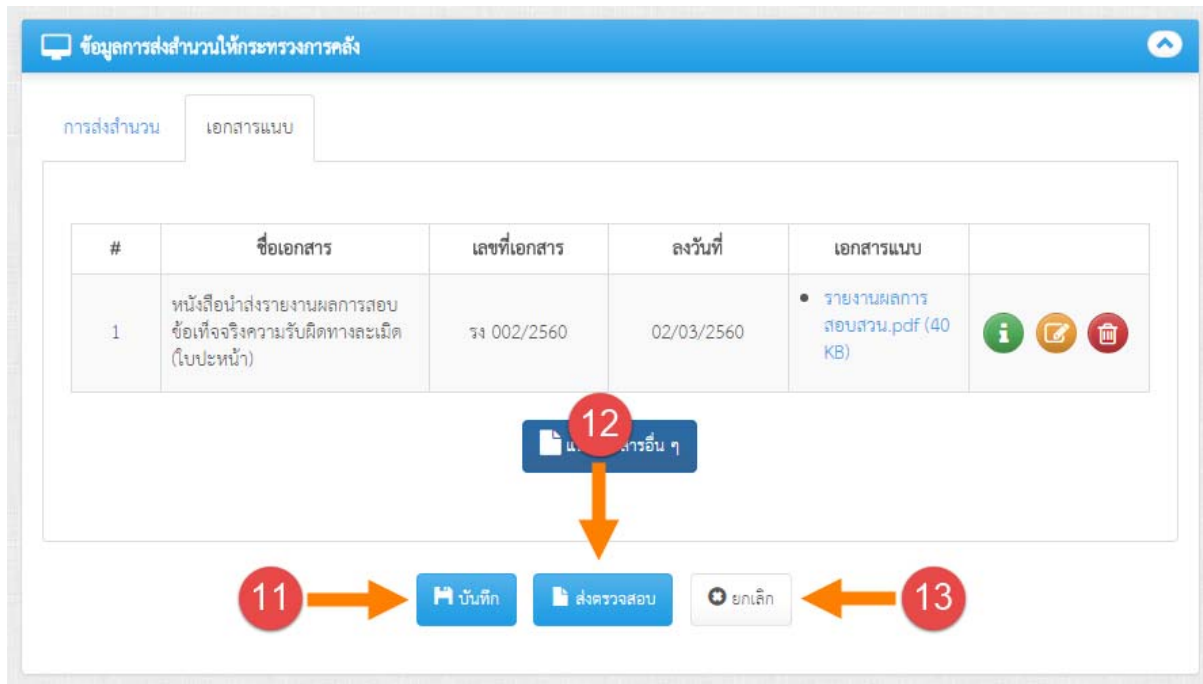 ข้อมูลการส่งสำนวนให้กระทรวงการคลัง
การส่งสำนวน เอกสารแนบ
# ชื่อเอกสาร เลขที่เอกสาร ลงวันที่ เอกสารแนบ
หนังสือนำส่งรายงานผลการสอบ
ข้อเท็จจริงความรับผิดทางละเมิด
(ใบปะหน้า)
1 รง 002/2560 02/03/2560
รายงานผลการ
สอบสวน.pdf (40
KB)
12
สารอื่น ๆ
11 บันทึก ส่งตรวจสอบ ยกเลิก 13